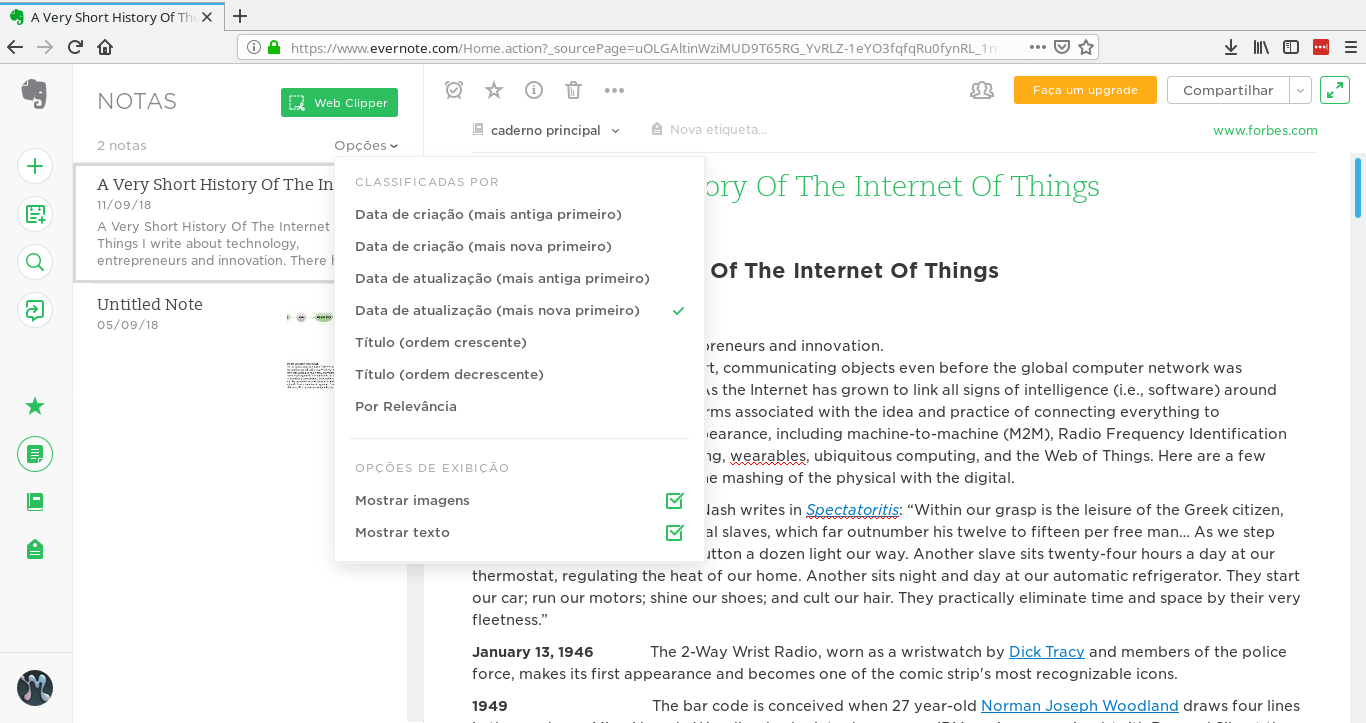 A Very Short History Of The
https://www.evernote.com/Home.action?_sourcePage=uOLGAltinWziMUD9T65RG_YvRLZ-1eYO3fqfqRu0fynRL_1n
NOTAS
Web Clipper
2 notas
Opções
A Very Short History Of The In
11/09/18
A Very Short History Of The Internet
Things I write about technology,
entrepreneurs and innovation. There
Untitled Note
05/09/18
CLASSIFICADAS POR
Data de criação (mais antiga primeiro)
Data de criação (mais nova primeiro)
Data de atualização (mais antiga primeiro)
Data de atualização (mais nova primeiro)
Título (ordem crescente)
Título (ordem decrescente)
Por Relevância
OPÇÕES DE EXIBIÇÃO
Mostrar imagens
Mostrar texto
Faça um upgrade
Compartilhar
caderno principal
Nova etiqueta...
www.forbes.com
ory Of The Internet Of Things
Of The Internet Of Things
preneurs and innovation.
rt, communicating objects even before the global computer network was
As the Internet has grown to link all signs of intelligence (i.e., software) around
rms associated with the idea and practice of connecting everything to
pearance, including machine-to-machine (M2M), Radio Frequency Identification
ng, wearables, ubiquitous computing, and the Web of Things. Here are a few
he mashing of the physical with the digital.
Nash writes in Spectatoritis: “Within our grasp is the leisure of the Greek citizen,
al slaves, which far outnumber his twelve to fifteen per free man… As we step
utton a dozen light our way. Another slave sits twenty-four hours a day at our
thermostat, regulating the heat of our home. Another sits night and day at our automatic refrigerator. They start
our car; run our motors; shine our shoes; and cult our hair. They practically eliminate time and space by their very
fleetness.”
January 13, 1946 The 2-Way Wrist Radio, worn as a wristwatch by Dick Tracy and members of the police
force, makes its first appearance and becomes one of the comic strip's most recognizable icons.
1949 The bar code is conceived when 27 year-old Norman Joseph Woodland draws four lines